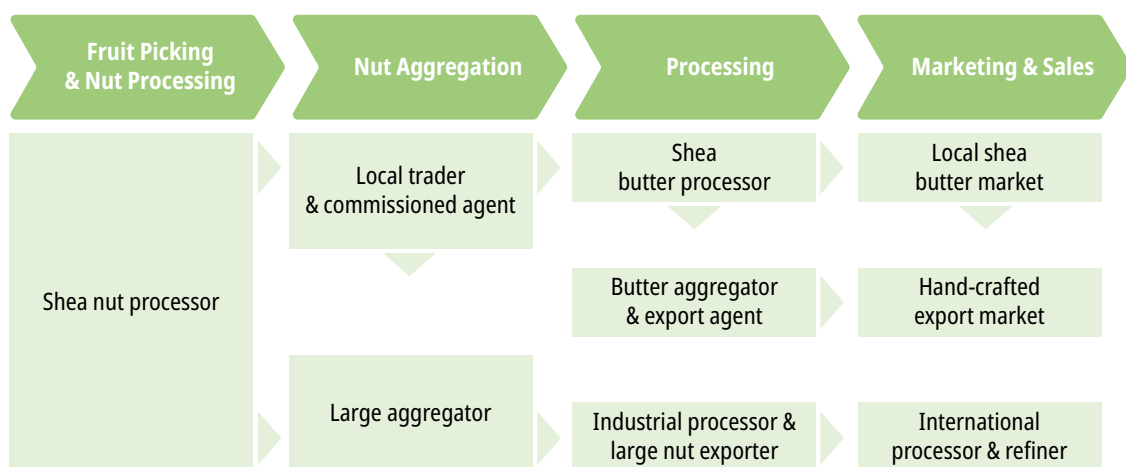 Fruit Picking
& Nut Processing
Nut Aggregation
Processing
Marketing & Sales
Shea nut processor
Local trader
& commissioned agent
Large aggregator
Shea
butter processor
Butter aggregator
& export agent
Industrial processor &
large nut exporter
Local shea
butter market
Hand-crafted
export market
International
processor & refiner